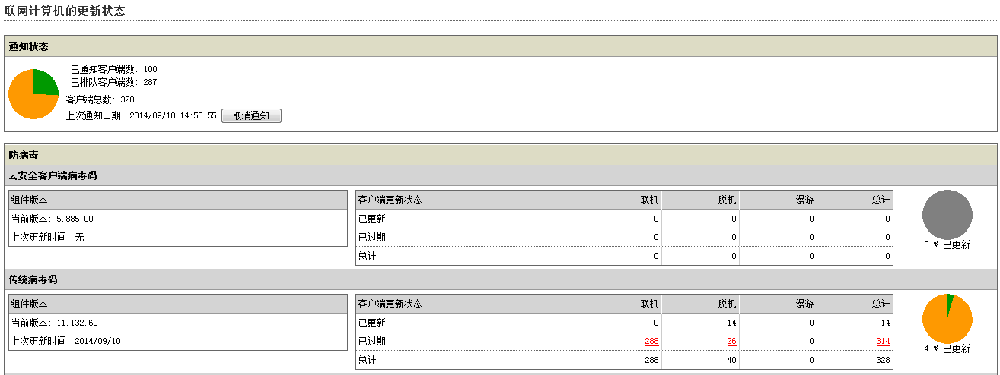 联网计算机的更新状态
通知状态
已通知客户端数: 100
已排队客户端数: 287
客户端总数: 328
上次通知日期: 2014/09/10 14:50:55 取消通知
防病毒
云安全客户端病毒码
组件版本 客户端更新状态 联机 脱机 漫游 总计
当前版本: 5.885.00 已更新 0 0 0 0
上次更新时间: 无 已过期 0 0 0 0
总计 0 0 0 0
0 % 已更新
传统病毒码
组件版本 客户端更新状态 联机 脱机 漫游 总计
当前版本: 11.132.60 已更新 0 14 0 14
上次更新时间: 2014/09/10 已过期 288 26 0 314
总计 288 40 0 328
4 % 已更新